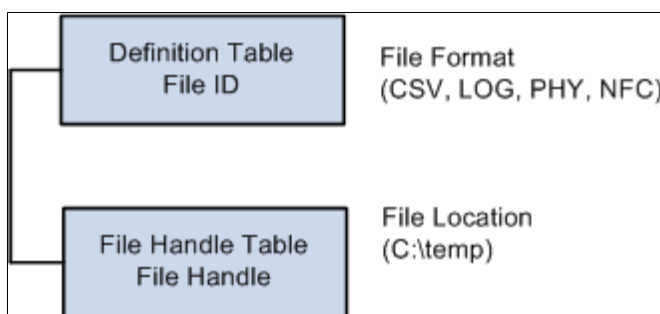 Definition Table
File ID
File Format
(CSV, LOG, PHY, NFC)
File Handle Table
File Handle
File Location
(C:\temp)